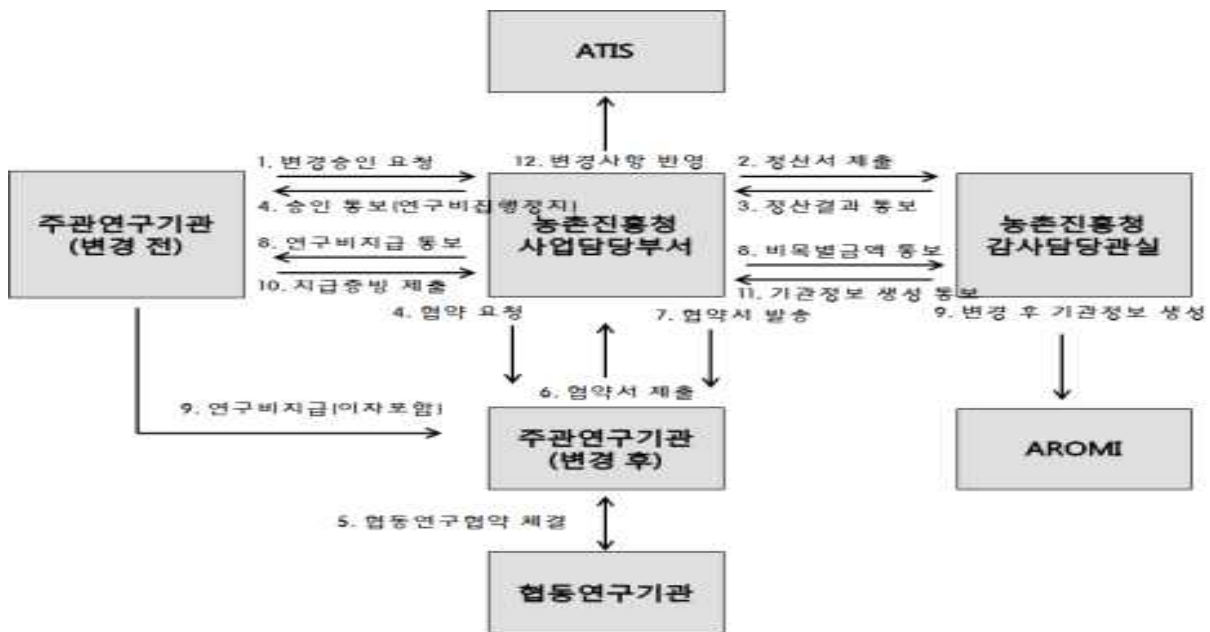 ATIS
1. 변경승인 요청
12. 변경사항 반영
2. 정산서 제출
주관연구기관
(변경 전)
4. 승인 통보(연구비집행정지)
농촌진흥청
사업담당부서
3. 정산결과 통보
농촌진흥청
감사담당관실
8. 연구비지급 통보
8. 비목별금액 통보
10. 지급증빙 제출
11. 기관정보 생성 통보
4. 협약 요청
7. 협약서 발송
9. 변경 후 기관정보 생성
6. 협약서 제출
9. 연구비지급(이자포함)
주관연구기관
(변경 후)
AROMI
5. 협동연구협약 체결
협동연구기관